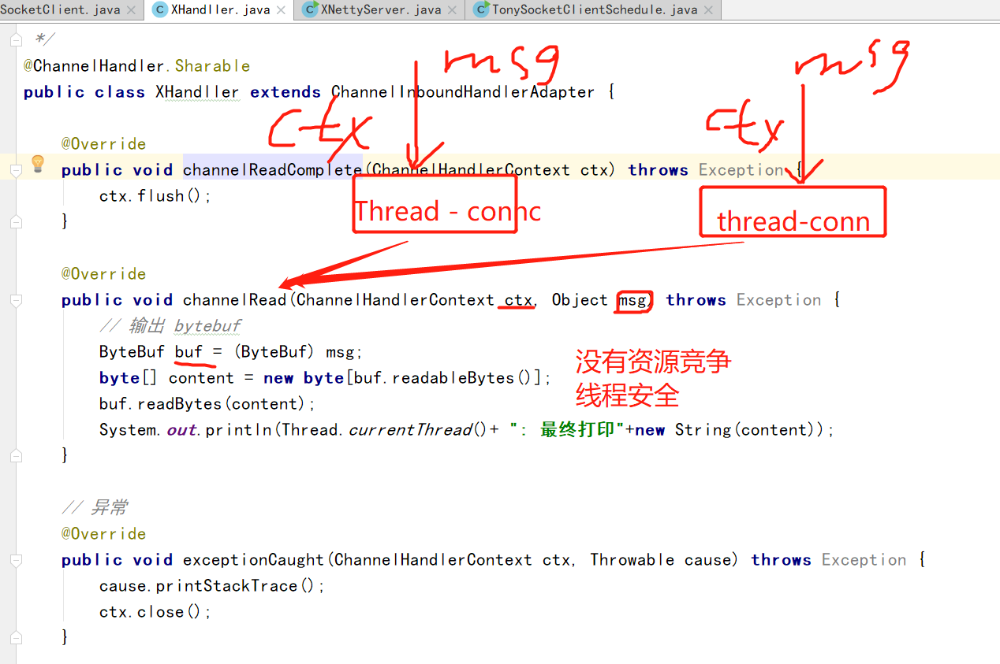 SocketClient.java XHandller.java XNettyServer.java TonySocketClientSchedule.java
*/
@ChannelHandler.Sharable
msg
msg
public class XHandller extends ChannelInboundHandlerAdapter {
ctx
ctx
@Override
public void channelReadComplete(ChannelHandlerContext ctx) throws Exception {
ctx.flush();
Thread - connc
thread-conn
}
@Override
public void channelRead(ChannelHandlerContext ctx, Object msg) throws Exception {
// 输出 bytebuf
ByteBuf buf = (ByteBuf) msg;
没有资源竞争
byte[] content = new byte[buf.readableBytes()];
线程安全
buf.readBytes(content);
System.out.println(Thread.currentThread()+ ": 最终打印"+new String(content));
}
// 异常
@Override
public void exceptionCaught(ChannelHandlerContext ctx, Throwable cause) throws Exception {
cause.printStackTrace();
ctx.close();
}